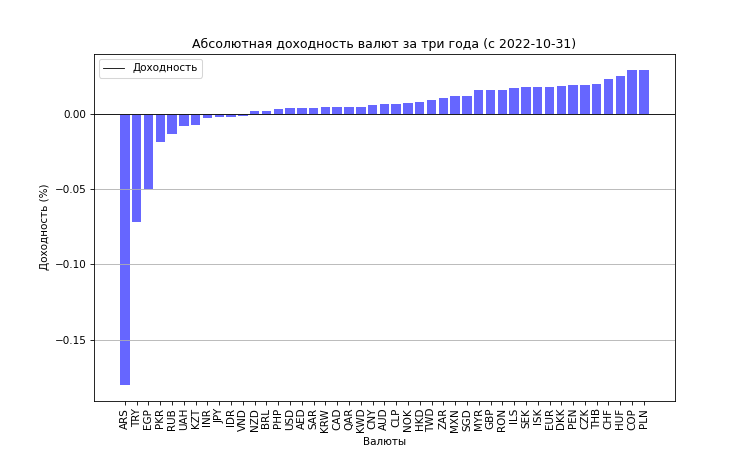 Абсолютная доходность валют за три года (с 2022-10-31)
Доходность
0.00
−0.05
−0.10
−0.15
Доходность (%)
ARS TRY EGP PKR RUB UAH KZT INR JPY IDR VND NZD BRL PHP USD AED SAR KRW CAD QAR KWD CNY AUD CLP NOK HKD TWD ZAR MXN SGD MYR GBP RON ILS SEK ISK EUR DKK PEN CZK THB CHF HUF COP PLN
Валюты